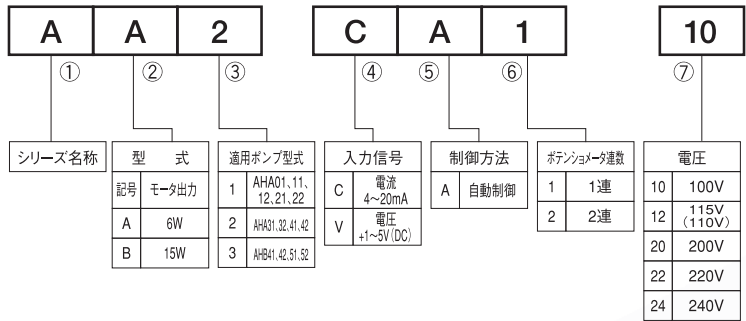 A A 2 C A 1 10
① ② ③ ④ ⑤ ⑥ ⑦
シリーズ名称
型 式
記号 モータ出力
A 6W
B 15W
適用ポンプ型式
1 AHA01、11、
12、21、22
2 AHA31、32、41、42
3 AHB41、42、51、52
入力信号
C 電流
4～20mA
V 電圧
+1～5V(DC)
制御方法
A 自動制御
ポテンショメータ連数
1 1連
2 2連
電圧
10 100V
12 115V
(110V)
20 200V
22 220V
24 240V